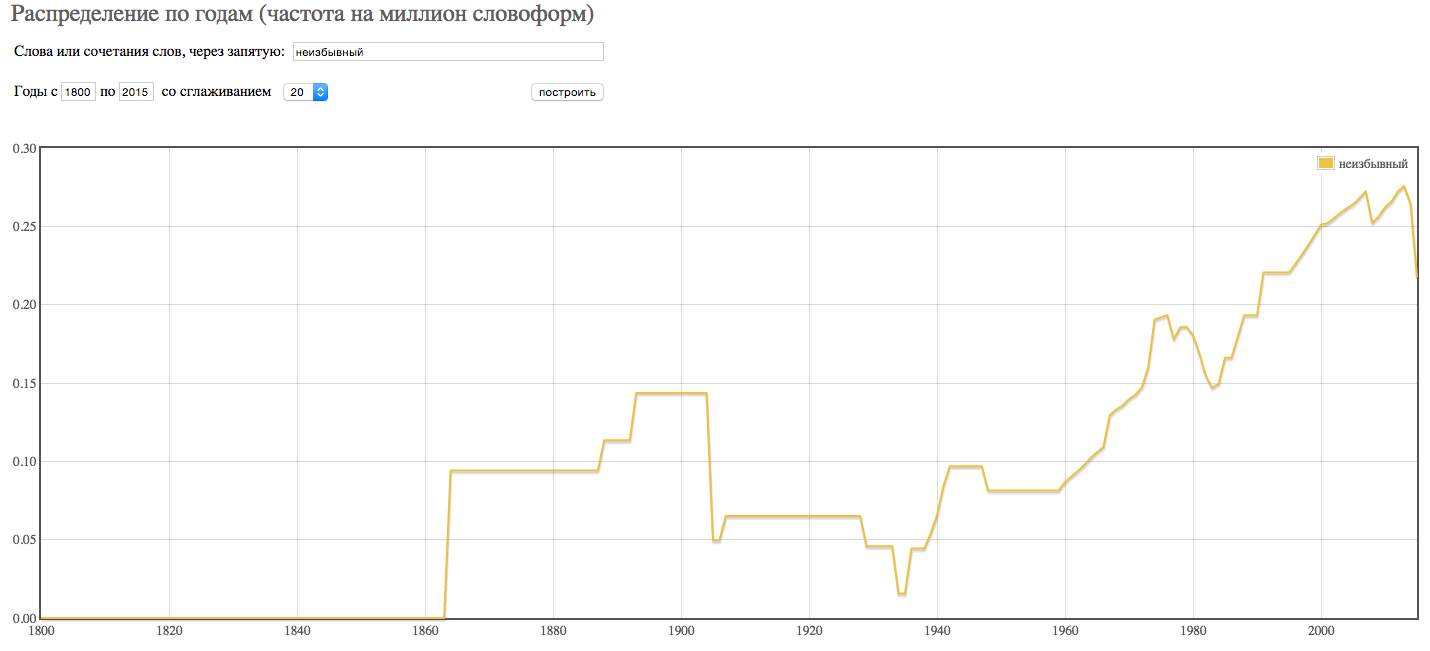 Распределение по годам (частота на миллион словоформ)
Слова или сочетания слов, через запятую: неизбывный
Годы с 1800 по 2015 со сглаживанием 20 построить
0.30
неизбывный
0.25
0.20
0.15
0.10
0.05
0.00
1800 1820 1840 1860 1880 1900 1920 1940 1960 1980 2000